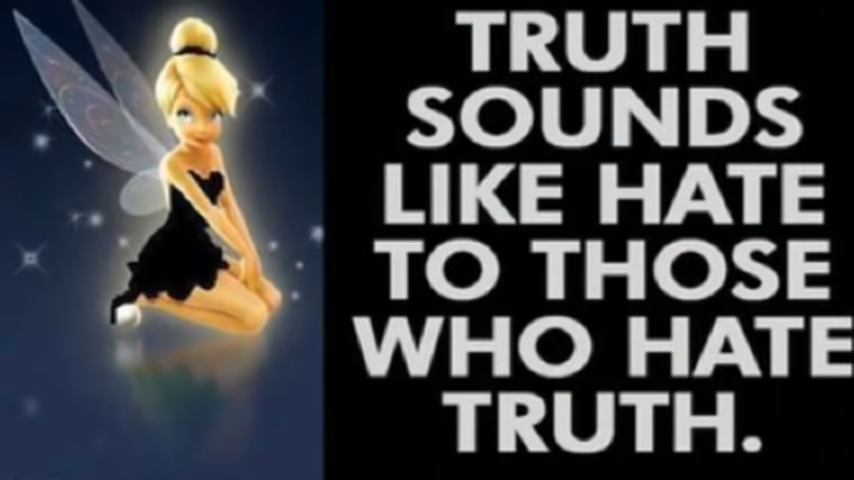 TRUTH
SOUNDS
LIKE HATE
TO THOSE
WHO HATE
TRUTH.